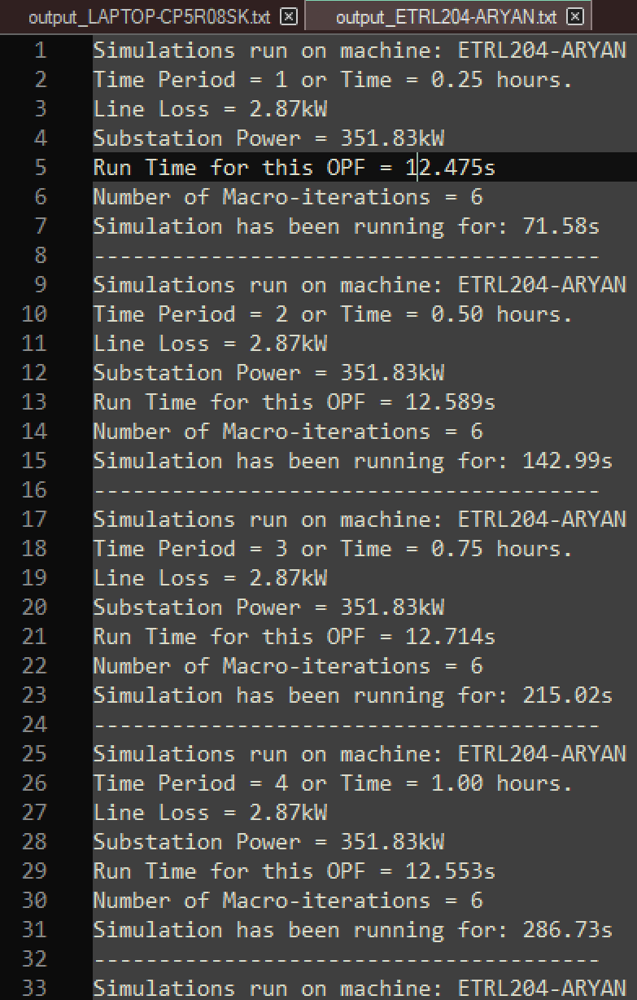 output_LAPTOP-CP5R08SK.txt output_ETRL204-ARYAN.txt
1 Simulations run on machine: ETRL204-ARYAN
2 Time Period = 1 or Time = 0.25 hours.
3 Line Loss = 2.87kW
4 Substation Power = 351.83kW
5 Run Time for this OPF = 12.475s
6 Number of Macro-iterations = 6
7 Simulation has been running for: 71.58s
8 ---------------------------------------
9 Simulations run on machine: ETRL204-ARYAN
10 Time Period = 2 or Time = 0.50 hours.
11 Line Loss = 2.87kW
12 Substation Power = 351.83kW
13 Run Time for this OPF = 12.589s
14 Number of Macro-iterations = 6
15 Simulation has been running for: 142.99s
16 ---------------------------------------
17 Simulations run on machine: ETRL204-ARYAN
18 Time Period = 3 or Time = 0.75 hours.
19 Line Loss = 2.87kW
20 Substation Power = 351.83kW
21 Run Time for this OPF = 12.714s
22 Number of Macro-iterations = 6
23 Simulation has been running for: 215.02s
24 ---------------------------------------
25 Simulations run on machine: ETRL204-ARYAN
26 Time Period = 4 or Time = 1.00 hours.
27 Line Loss = 2.87kW
28 Substation Power = 351.83kW
29 Run Time for this OPF = 12.553s
30 Number of Macro-iterations = 6
31 Simulation has been running for: 286.73s
32 ---------------------------------------
33 Simulations run on machine: ETRL204-ARYAN